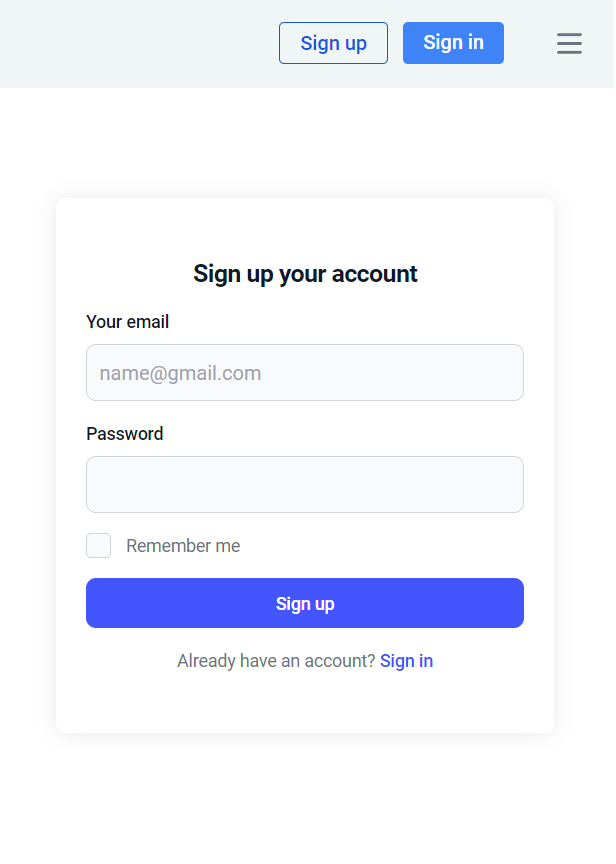 Sign up Sign in
Sign up your account
Your email
name@gmail.com
Password
Remember me
Sign up
Already have an account? Sign in